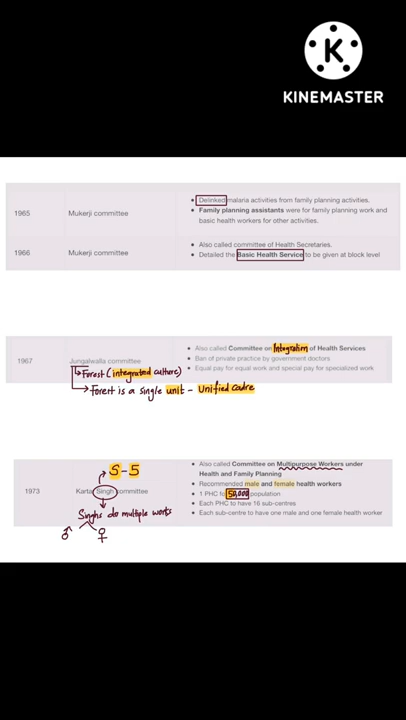 K
KINEMASTER
1965 Mukerji committee
• Delinked malaria activities from family planning activities.
• Family planning assistants were for family planning work and
basic health workers for other activities.
1966 Mukerji committee
• Also called committee of Health Secretaries.
• Detailed the Basic Health Service to be given at block level
1967 Jungalwalla committee
• Also called Committee on Integration of Health Services
• Ban of private practice by government doctors
• Equal pay for equal work and special pay for specialized work
Forest (integrated culture)
Forest is a single unit - Unified cadre
S-5
1973 Kartar Singh committee
• Also called Committee on Multipurpose Workers under
Health and Family Planning
• Recommended male and female health workers
• 1 PHC for 50,000 population
• Each PHC to have 16 sub-centres
• Each sub-centre to have one male and one female health worker
Singhs do multiple works
♂ ♀